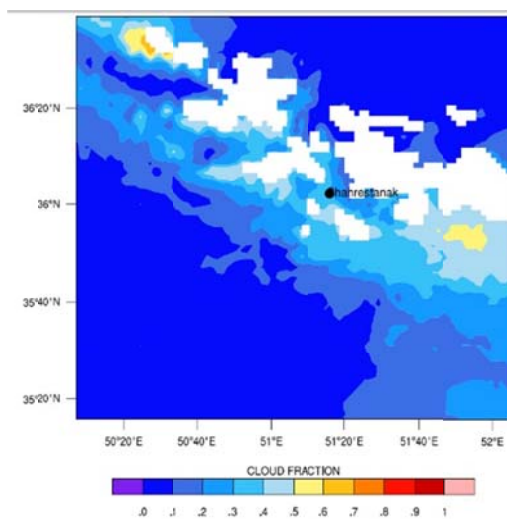 36°20'N
36°N
35°40'N
35°20'N
hahrestanak
50°20'E 50°40'E 51°E 51°20'E 51°40'E 52°E
CLOUD FRACTION
.0 .1 .2 .3 .4 .5 .6 .7 .8 .9 1